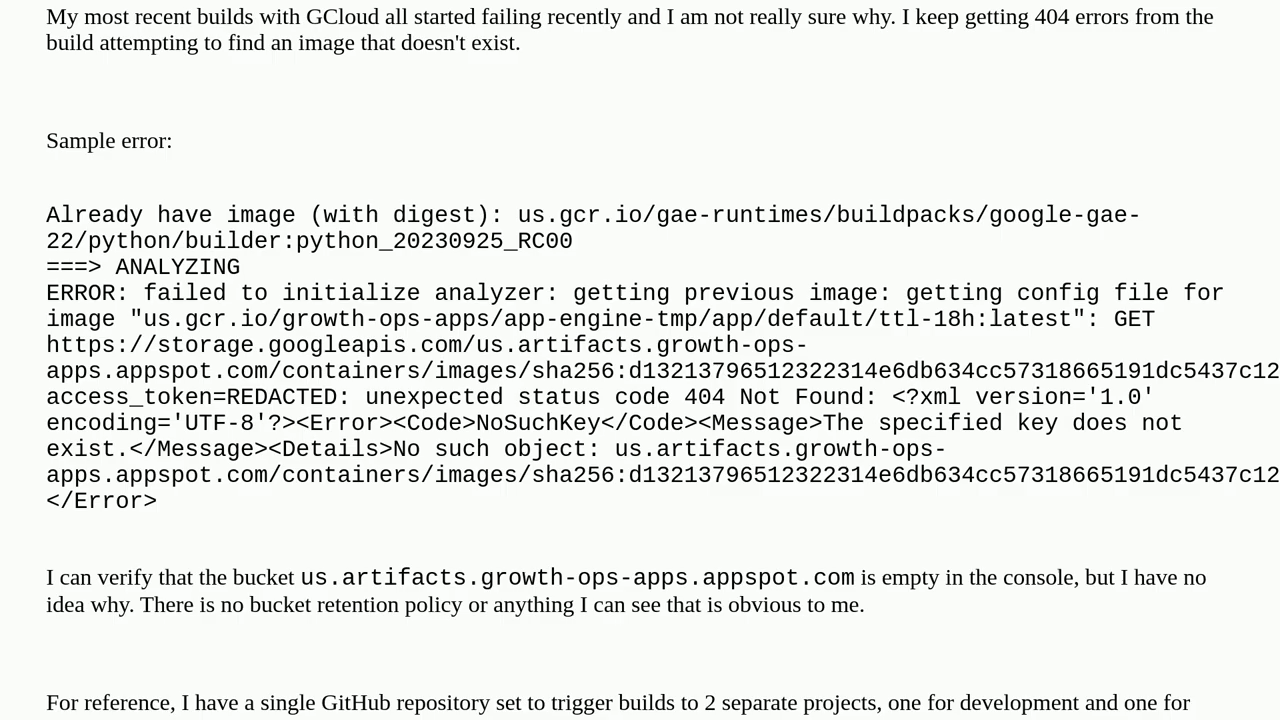 My most recent builds with GCloud all started failing recently and I am not really sure why. I keep getting 404 errors from the
build attempting to find an image that doesn't exist.
Sample error:
Already have image (with digest): us.gcr.io/gae-runtimes/buildpacks/google-gae-
22/python/builder:python_20230925_RC00
===> ANALYZING
ERROR: failed to initialize analyzer: getting previous image: getting config file for
image "us.gcr.io/growth-ops-apps/app-engine-tmp/app/default/ttl-18h:latest": GET
https://storage.googleapis.com/us.artifacts.growth-ops-
apps.appspot.com/containers/images/sha256:d13213796512322314e6db634cc57318665191dc5437c12
access_token=REDACTED: unexpected status code 404 Not Found: <?xml version='1.0'
encoding='UTF-8'?><Error><Code>NoSuchKey</Code><Message>The specified key does not
exist.</Message><Details>No such object: us.artifacts.growth-ops-
apps.appspot.com/containers/images/sha256:d13213796512322314e6db634cc57318665191dc5437c12
</Error>
I can verify that the bucket us.artifacts.growth-ops-apps.appspot.com is empty in the console, but I have no
idea why. There is no bucket retention policy or anything I can see that is obvious to me.
For reference, I have a single GitHub repository set to trigger builds to 2 separate projects, one for development and one for